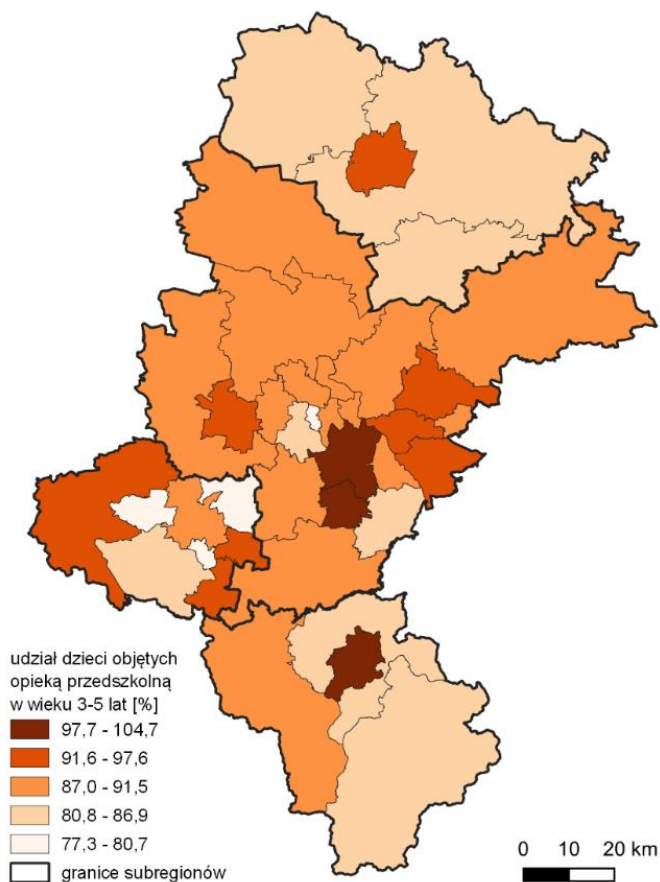 udział dzieci objętych
opieką przedszkolną
w wieku 3-5 lat [%]
97,7 - 104,7
91,6 - 97,6
87,0 - 91,5
80,8 - 86,9
77,3 - 80,7
granice subregionów
0 10 20 km